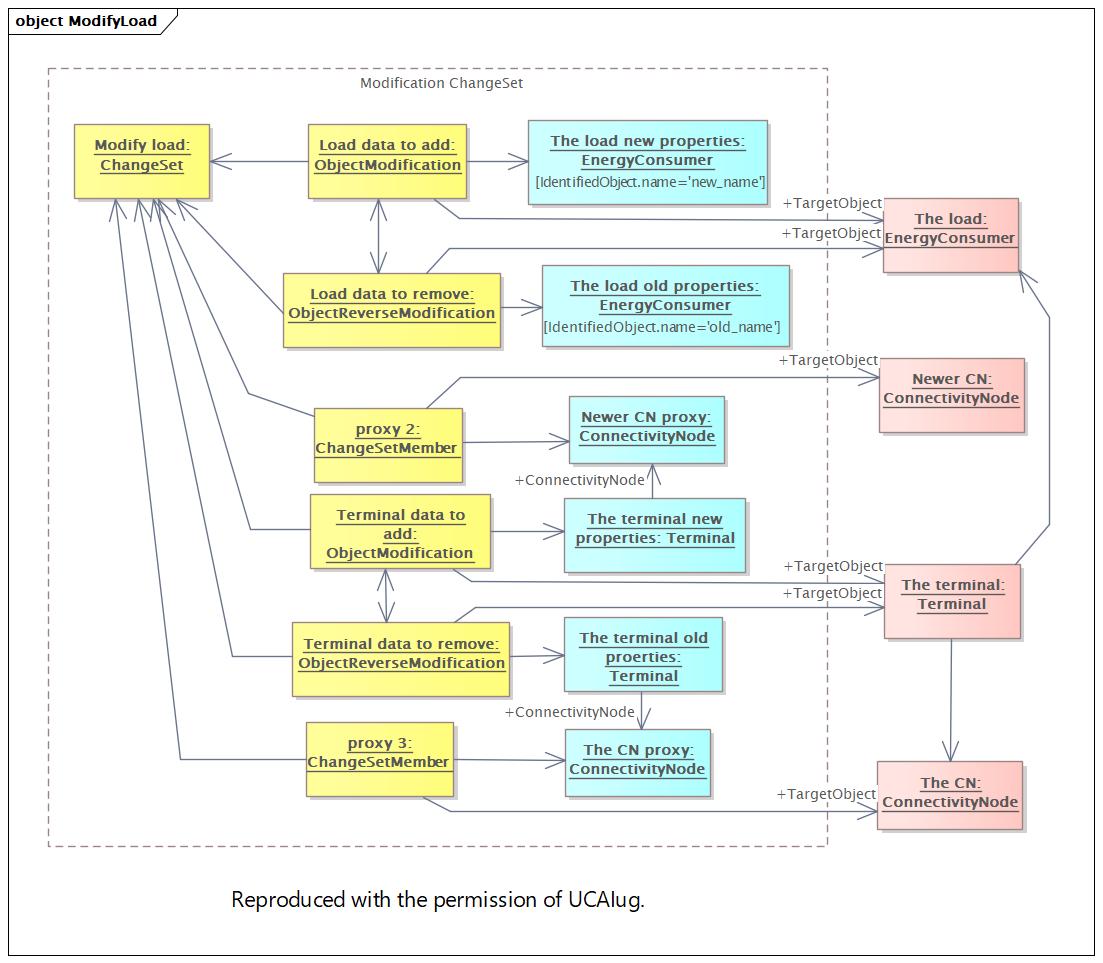 object ModifyLoad
Modification ChangeSet
Modify load:
ChangeSet
Load data to add:
ObjectModification
The load new properties:
EnergyConsumer
[IdentifiedObject.name='new_name']
+TargetObject
The load:
EnergyConsumer
+TargetObject
Load data to remove:
ObjectReverseModification
The load old properties:
EnergyConsumer
[IdentifiedObject.name='old_name']
+TargetObject
Newer CN:
ConnectivityNode
proxy 2:
ChangeSetMember
Newer CN proxy:
ConnectivityNode
+ConnectivityNode
Terminal data to
add:
ObjectModification
The terminal new
properties: Terminal
+TargetObject
The terminal:
Terminal
+TargetObject
Terminal data to remove:
ObjectReverseModification
The terminal old
proerties:
Terminal
+ConnectivityNode
proxy 3:
ChangeSetMember
The CN proxy:
ConnectivityNode
+TargetObject
The CN:
ConnectivityNode
Reproduced with the permission of UCAIug.